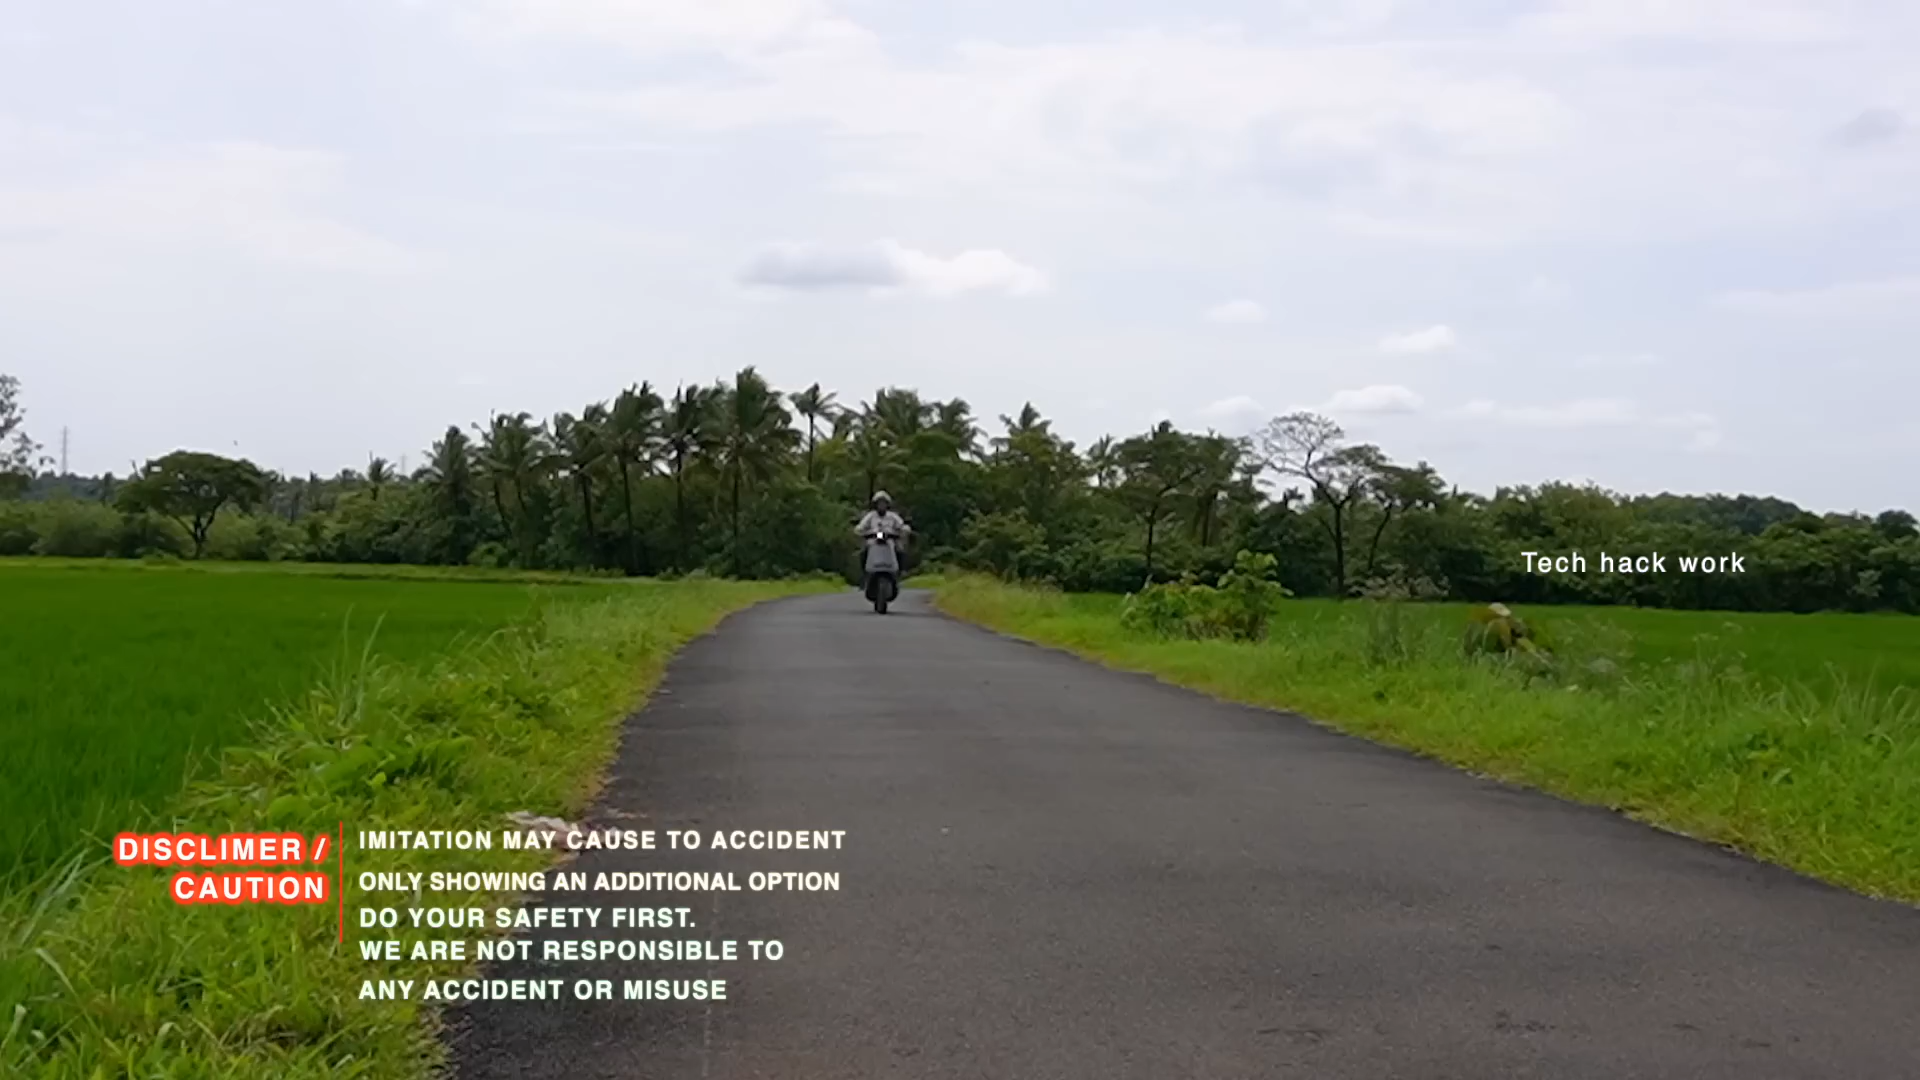 Tech hack work
DISCLIMER /
CAUTION
IMITATION MAY CAUSE TO ACCIDENT
ONLY SHOWING AN ADDITIONAL OPTION
DO YOUR SAFETY FIRST.
WE ARE NOT RESPONSIBLE TO
ANY ACCIDENT OR MISUSE